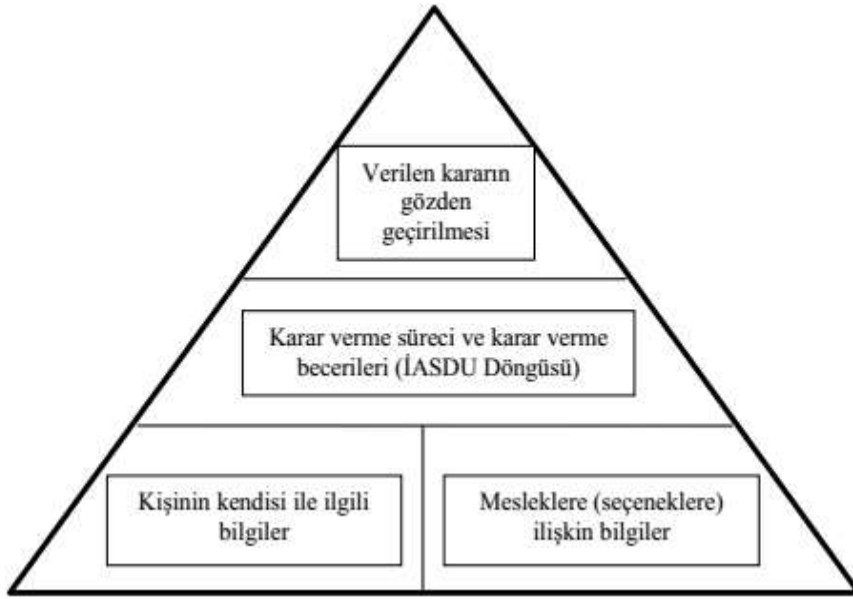 Verilen kararın
gözden
geçirilmesi
Karar verme süreci ve karar verme
becerileri (İASDU Döngüsü)
Kişinin kendisi ile ilgili
bilgiler
Mesleklere (seçeneklere)
ilişkin bilgiler